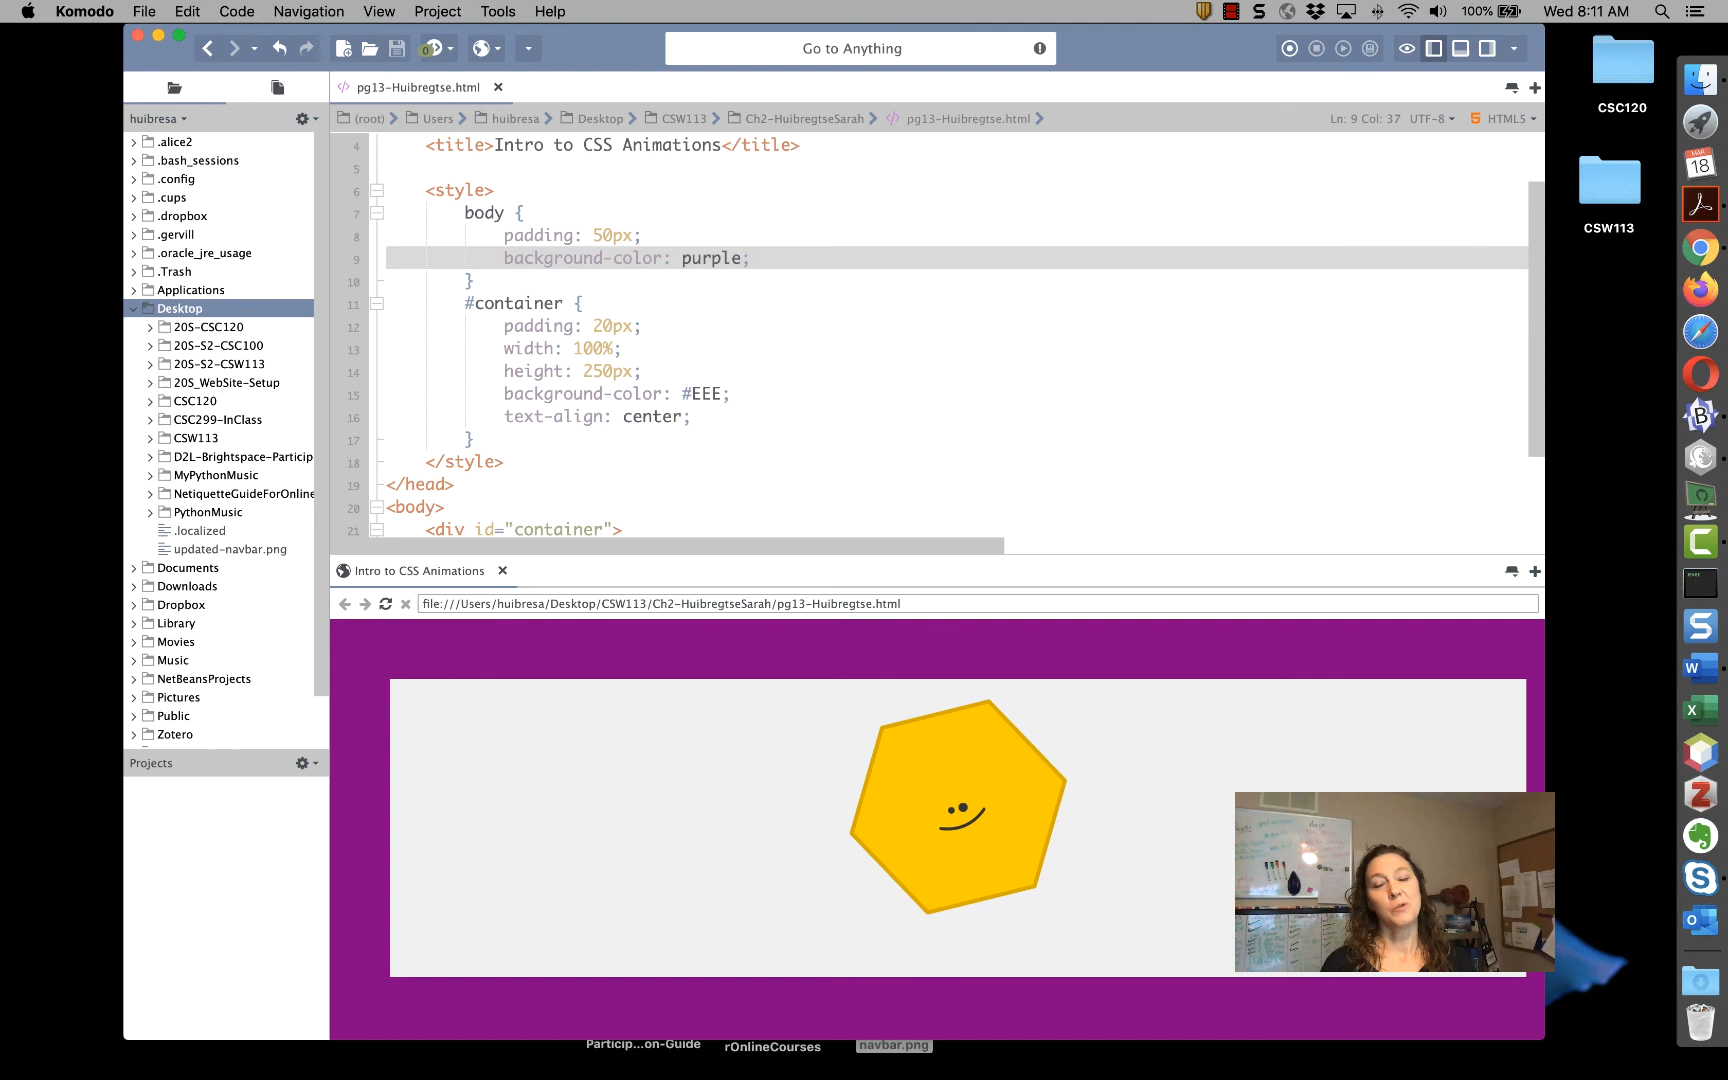 Komodo File Edit Code Navigation View Project Tools Help 100% Wed 8:11 AM
Go to Anything
pg13-Huibregtse.html
huibresa
(root) Users huibresa Desktop CSW113 Ch2-HuibregtseSarah pg13-Huibregtse.html Ln: 9 Col: 37 UTF-8 HTML5
.alice2
.bash_sessions
.config
.cups
.dropbox
.gervill
.oracle_jre_usage
.Trash
Applications
Desktop
20S-CSC120
20S-S2-CSC100
20S-S2-CSW113
20S_WebSite-Setup
CSC120
CSC299-InClass
CSW113
D2L-Brightspace-Particip
MyPythonMusic
NetiquetteGuideForOnline
PythonMusic
.localized
updated-navbar.png
Documents
Downloads
Dropbox
Library
Movies
Music
NetBeansProjects
Pictures
Public
Zotero
Projects
4 <title>Intro to CSS Animations</title>
5
6 <style>
7 body {
8 padding: 50px;
9 background-color: purple;
10 }
11 #container {
12 padding: 20px;
13 width: 100%;
14 height: 250px;
15 background-color: #EEE;
16 text-align: center;
17 }
18 </style>
19 </head>
20 <body>
21 <div id="container">
Intro to CSS Animations
file:///Users/huibresa/Desktop/CSW113/Ch2-HuibregtseSarah/pg13-Huibregtse.html
CSC120
CSW113
MAR
18
exec
Particip...on-Guide
rOnlineCourses
navbar.png